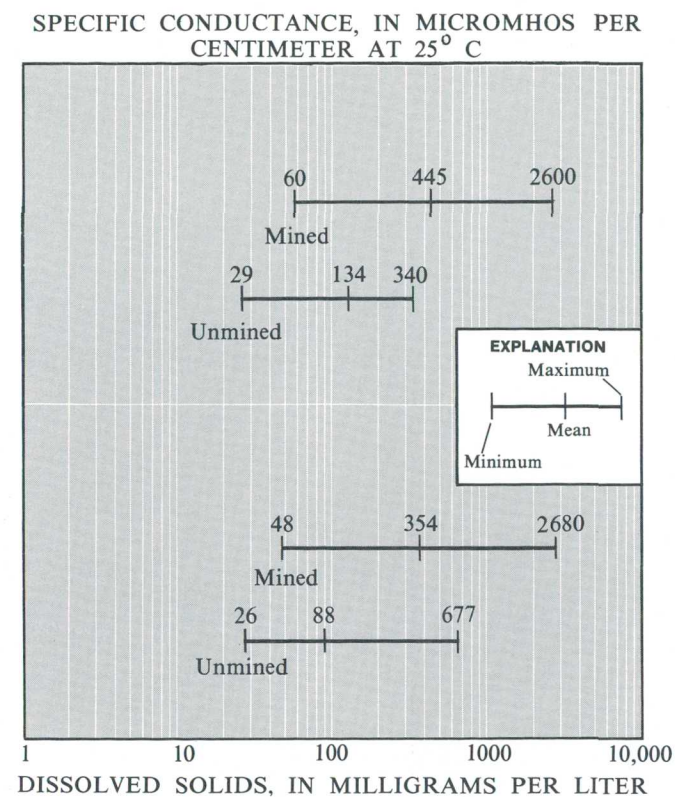 SPECIFIC CONDUCTANCE, IN MICROMHOS PER
CENTIMETER AT 25° C
60 445 2600
Mined
29 134 340
Unmined
EXPLANATION
Maximum
Mean
Minimum
48 354 2680
Mined
26 88 677
Unmined
1 10 100 1000 10,000
DISSOLVED SOLIDS, IN MILLIGRAMS PER LITER